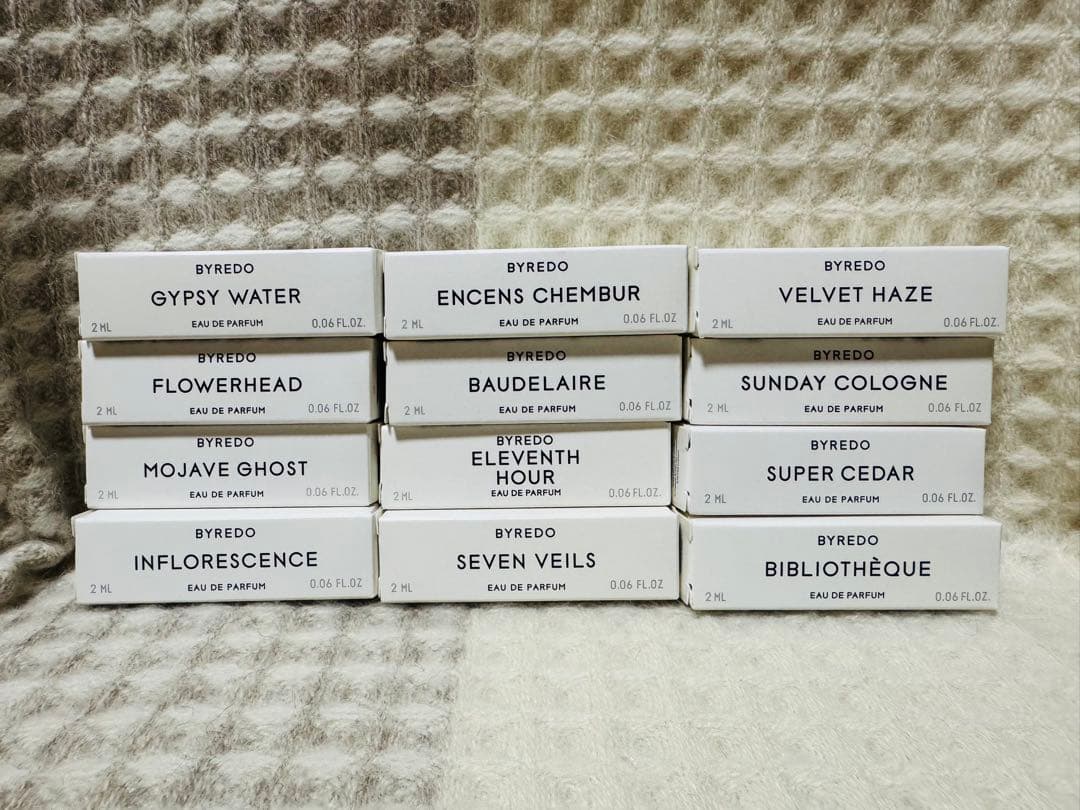 BYREDO
GYPSY WATER
2 ML EAU DE PARFUM 0.06 FL.OZ.
BYREDO
ENCENS CHEMBUR
2 ML EAU DE PARFUM 0.06 FL.OZ.
BYREDO
VELVET HAZE
2 ML EAU DE PARFUM 0.06 FL.OZ.
BYREDO
FLOWERHEAD
2 ML EAU DE PARFUM 0.06 FL.OZ
BYREDO
BAUDELAIRE
2 ML EAU DE PARFUM 0.06 FL.OZ
BYREDO
SUNDAY COLOGNE
2 ML EAU DE PARFUM 0.06 FL.OZ
BYREDO
MOJAVE GHOST
2 ML EAU DE PARFUM 0.06 FL.OZ.
BYREDO
ELEVENTH
HOUR
2 ML EAU DE PARFUM 0.06 FL.OZ.
BYREDO
SUPER CEDAR
2 ML EAU DE PARFUM 0.06 FL.OZ.
BYREDO
INFLORESCENCE
2 ML EAU DE PARFUM 0.06 FL.OZ
BYREDO
SEVEN VEILS
2 ML EAU DE PARFUM 0.06 FL.OZ
BYREDO
BIBLIOTHÈQUE
2 ML EAU DE PARFUM 0.06 FL.OZ.